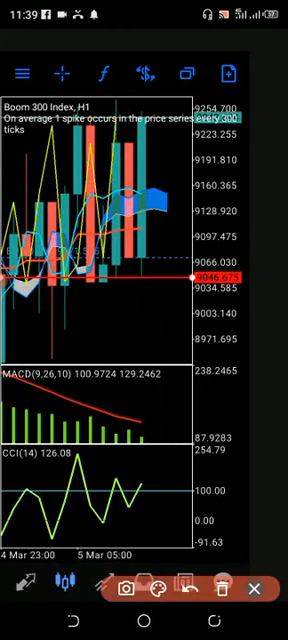 11:39
Boom 300 Index, H1
On average 1 spike occurs in the price series every 300
ticks
9254.700
9223.255
9191.810
9160.365
9128.920
9097.475
9066.030
9046.675
9034.585
9003.140
8971.695
MACD(9,26,10) 100.9724 129.2462
238.2465
87.9283
CCI(14) 126.08
254.79
100.00
0.00
-91.63
4 Mar 23:00
5 Mar 05:00